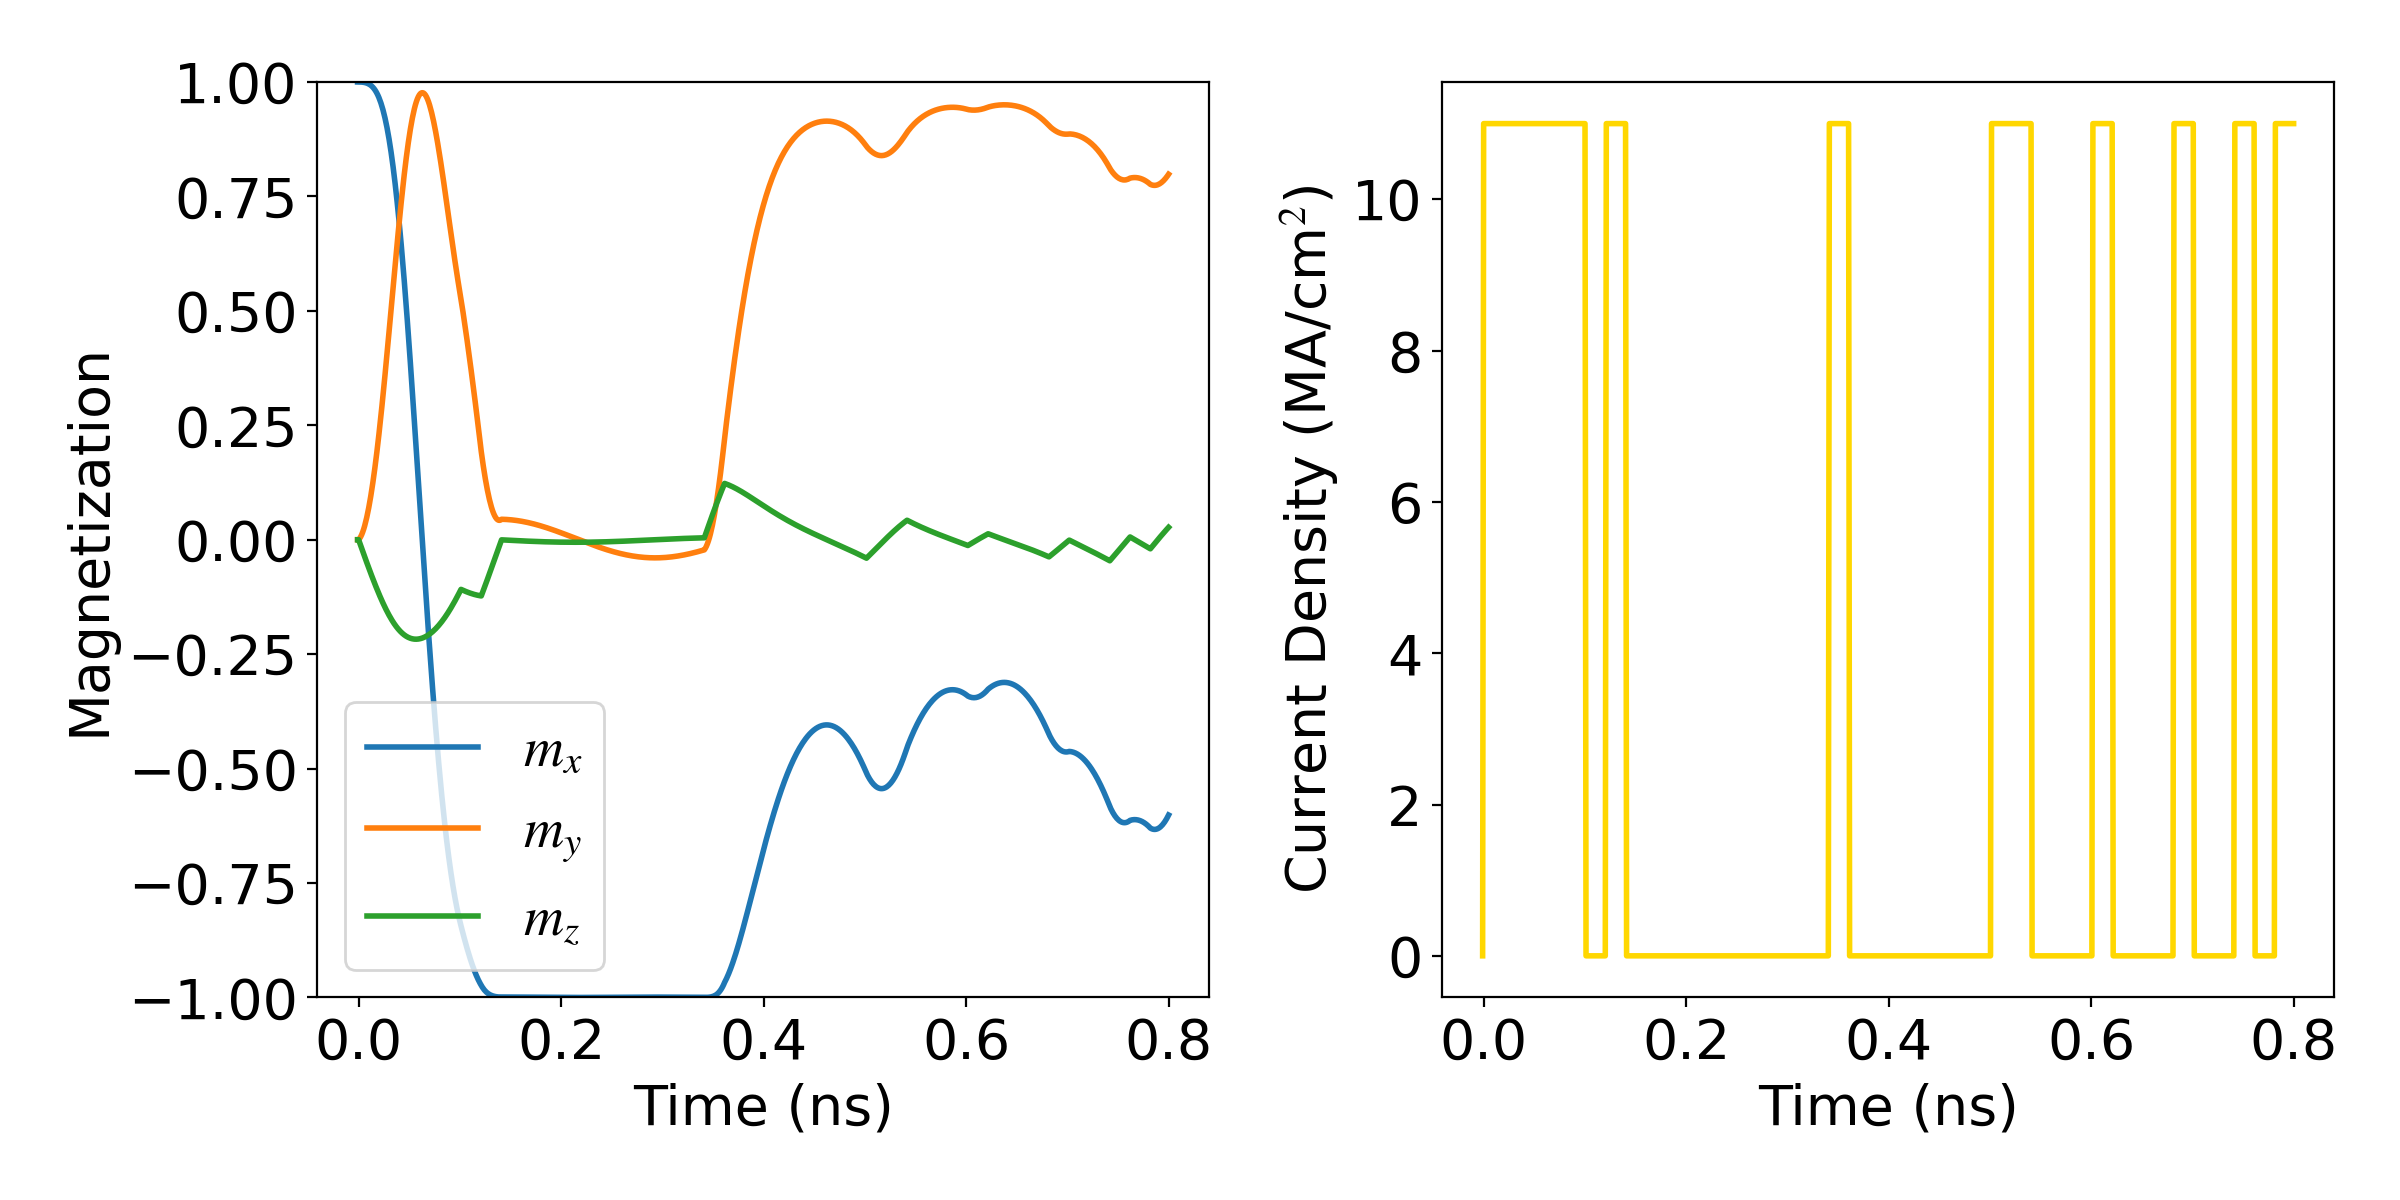 Magnetization
1.00
0.75
0.50
0.25
0.00
−0.25
−0.50
−0.75
−1.00
m_x
m_y
m_z
0.0 0.2 0.4 0.6 0.8
Time (ns)
Current Density (MA/cm²)
10
8
6
4
2
0
0.0 0.2 0.4 0.6 0.8
Time (ns)